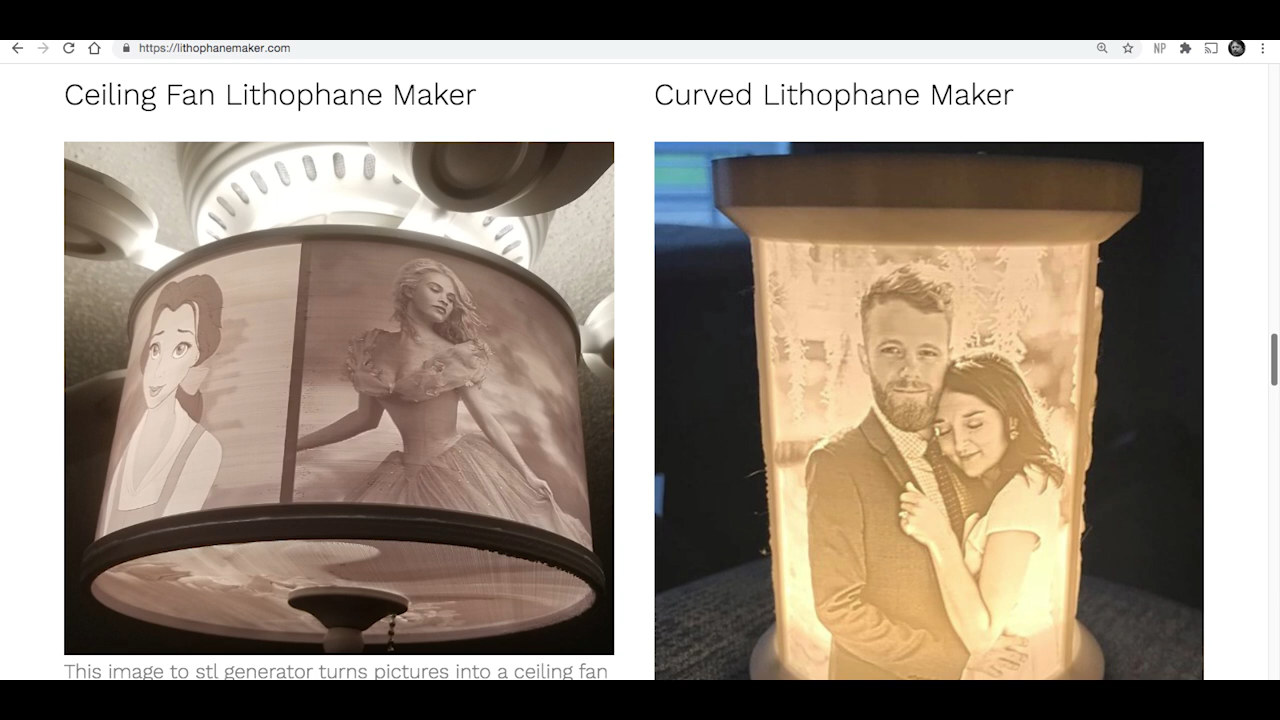 https://lithophanemaker.com
NP
Ceiling Fan Lithophane Maker
Curved Lithophane Maker
This image to stl generator turns pictures into a ceiling fan